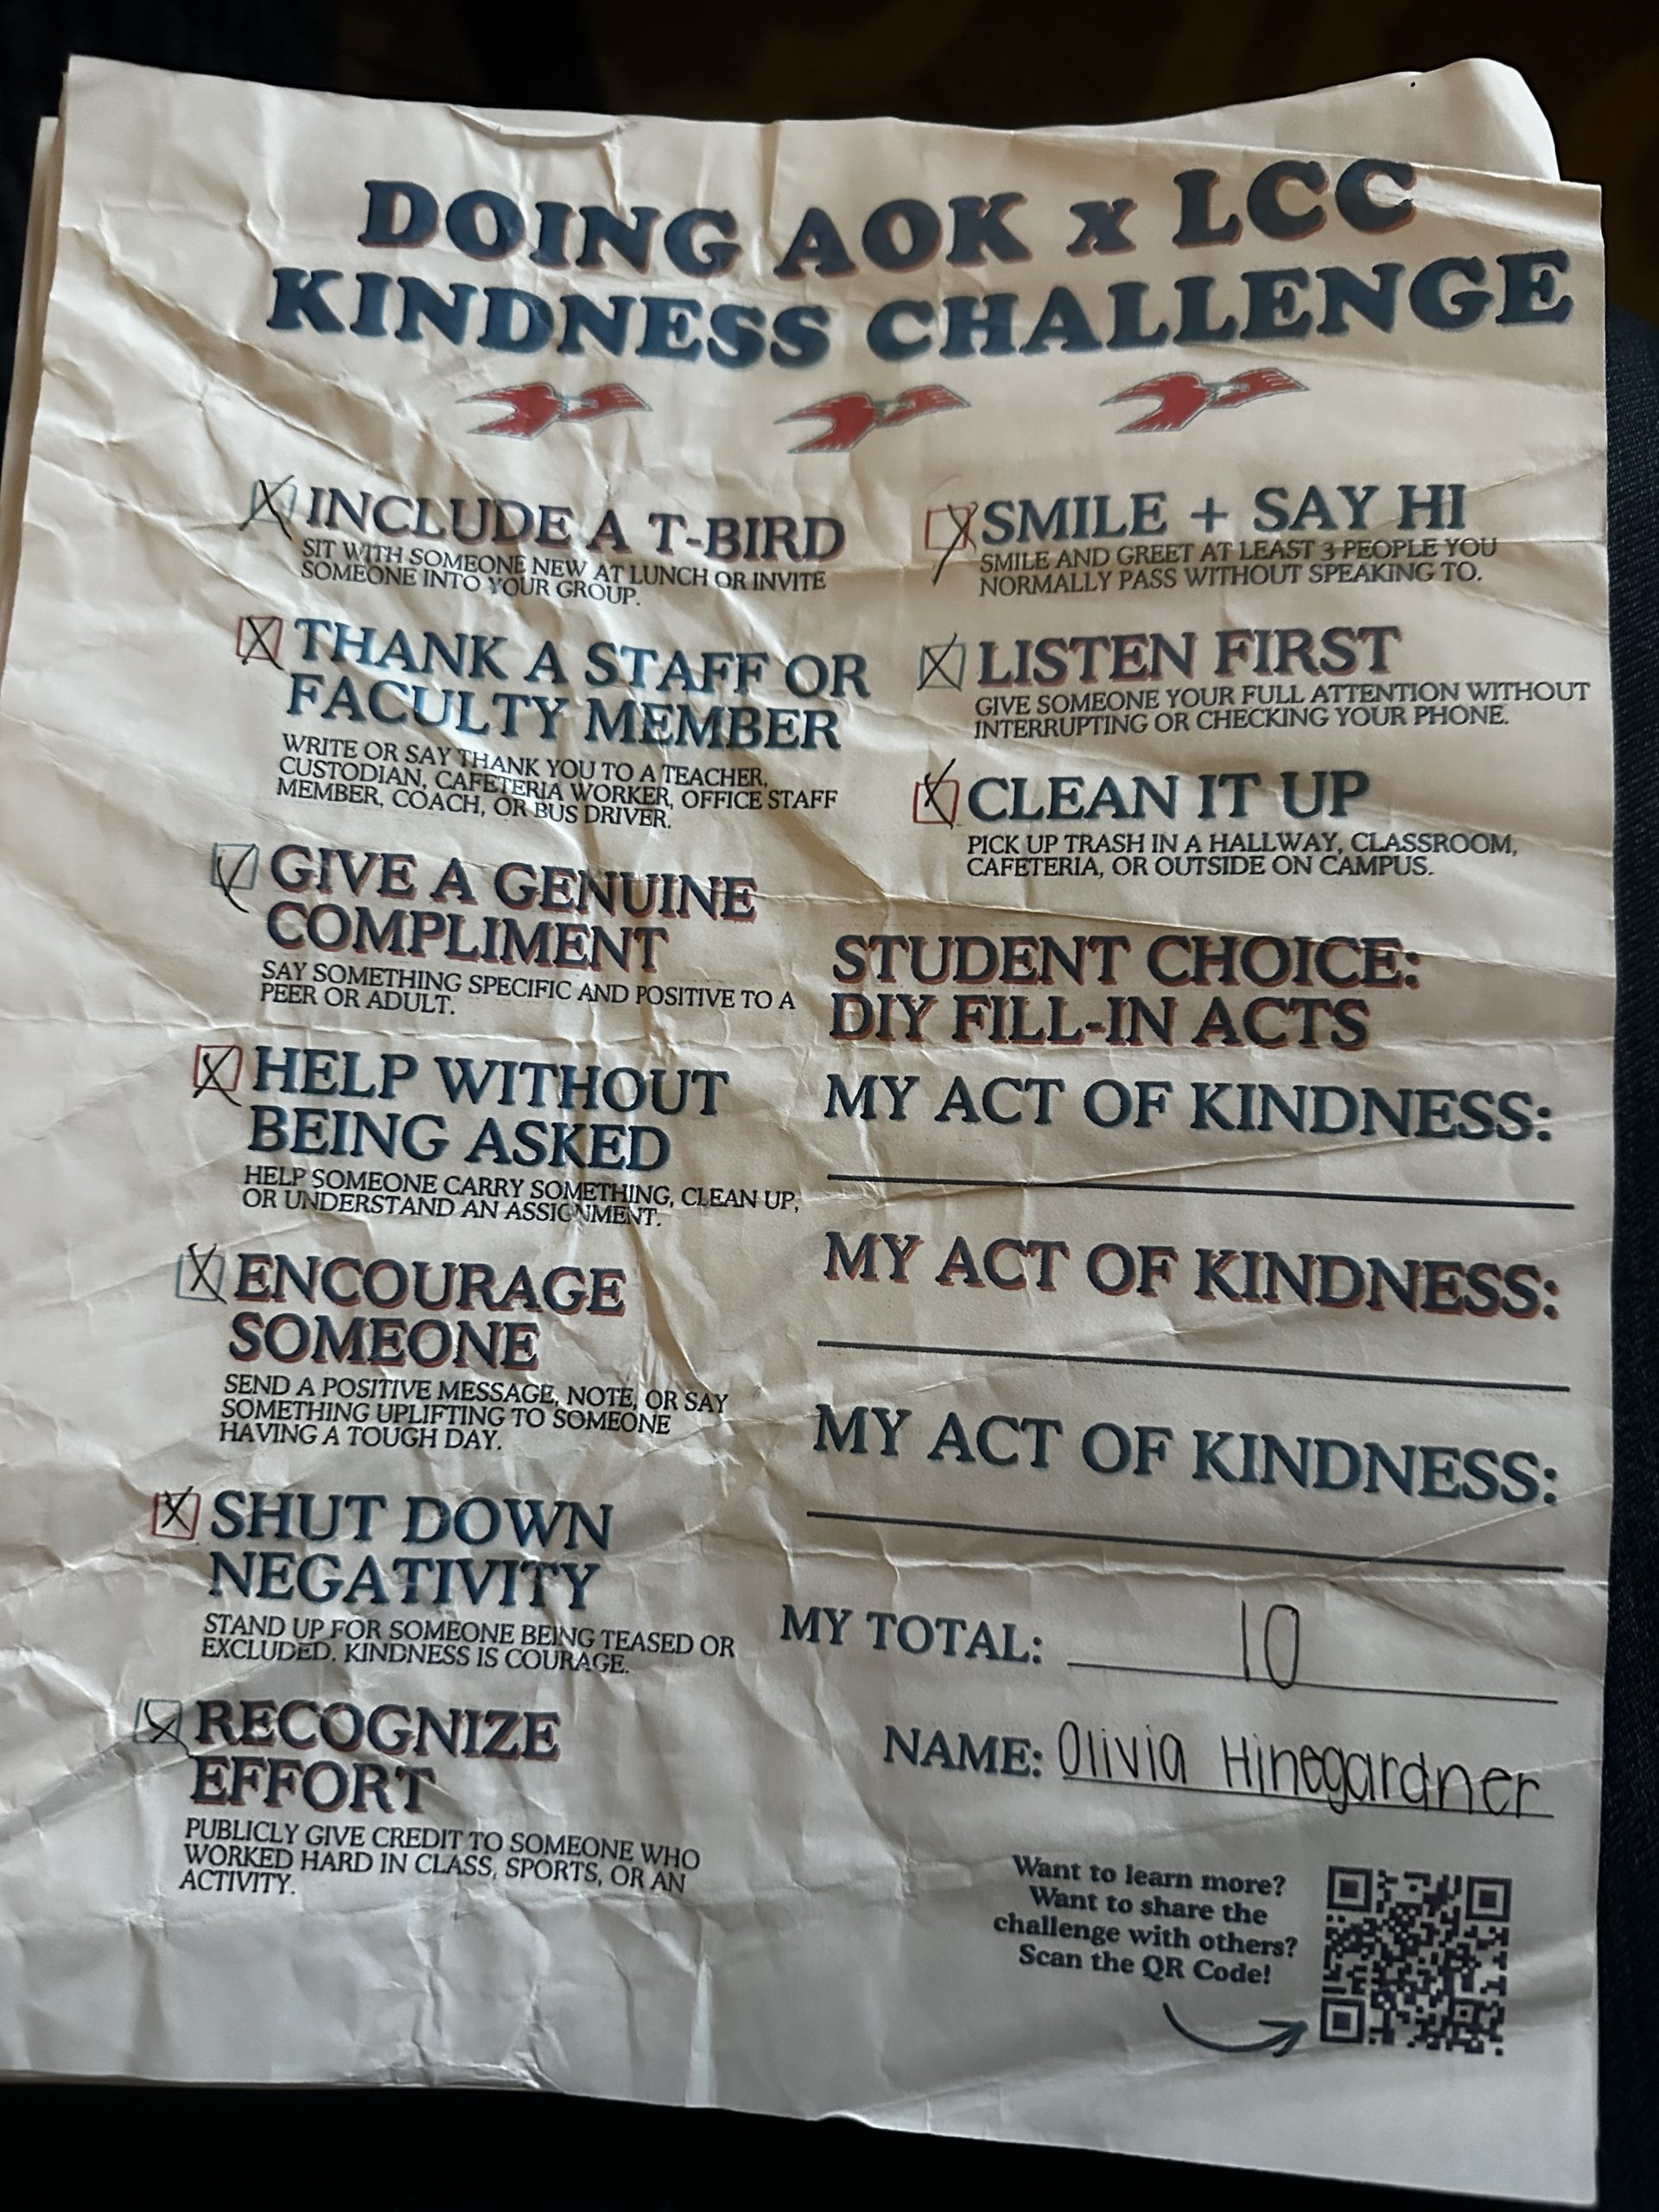 DOING AOK x LCC
KINDNESS CHALLENGE
INCLUDE A T-BIRD
SIT WITH SOMEONE NEW AT LUNCH OR INVITE
SOMEONE INTO YOUR GROUP.
THANK A STAFF OR
FACULTY MEMBER
WRITE OR SAY THANK YOU TO A TEACHER,
CUSTODIAN, CAFETERIA WORKER, OFFICE STAFF
MEMBER, COACH, OR BUS DRIVER.
GIVE A GENUINE
COMPLIMENT
SAY SOMETHING SPECIFIC AND POSITIVE TO A
PEER OR ADULT.
HELP WITHOUT
BEING ASKED
HELP SOMEONE CARRY SOMETHING, CLEAN UP,
OR UNDERSTAND AN ASSIGNMENT.
ENCOURAGE
SOMEONE
SEND A POSITIVE MESSAGE, NOTE, OR SAY
SOMETHING UPLIFTING TO SOMEONE
HAVING A TOUGH DAY.
SHUT DOWN
NEGATIVITY
STAND UP FOR SOMEONE BEING TEASED OR
EXCLUDED. KINDNESS IS COURAGE.
RECOGNIZE
EFFORT
PUBLICLY GIVE CREDIT TO SOMEONE WHO
WORKED HARD IN CLASS, SPORTS, OR AN
ACTIVITY.
SMILE + SAY HI
SMILE AND GREET AT LEAST 3 PEOPLE YOU
NORMALLY PASS WITHOUT SPEAKING TO.
LISTEN FIRST
GIVE SOMEONE YOUR FULL ATTENTION WITHOUT
INTERRUPTING OR CHECKING YOUR PHONE.
CLEAN IT UP
PICK UP TRASH IN A HALLWAY, CLASSROOM,
CAFETERIA, OR OUTSIDE ON CAMPUS.
STUDENT CHOICE:
DIY FILL-IN ACTS
MY ACT OF KINDNESS:
MY ACT OF KINDNESS:
MY ACT OF KINDNESS:
MY TOTAL: 10
NAME: Olivia Hinegardner
Want to learn more?
Want to share the
challenge with others?
Scan the QR Code!